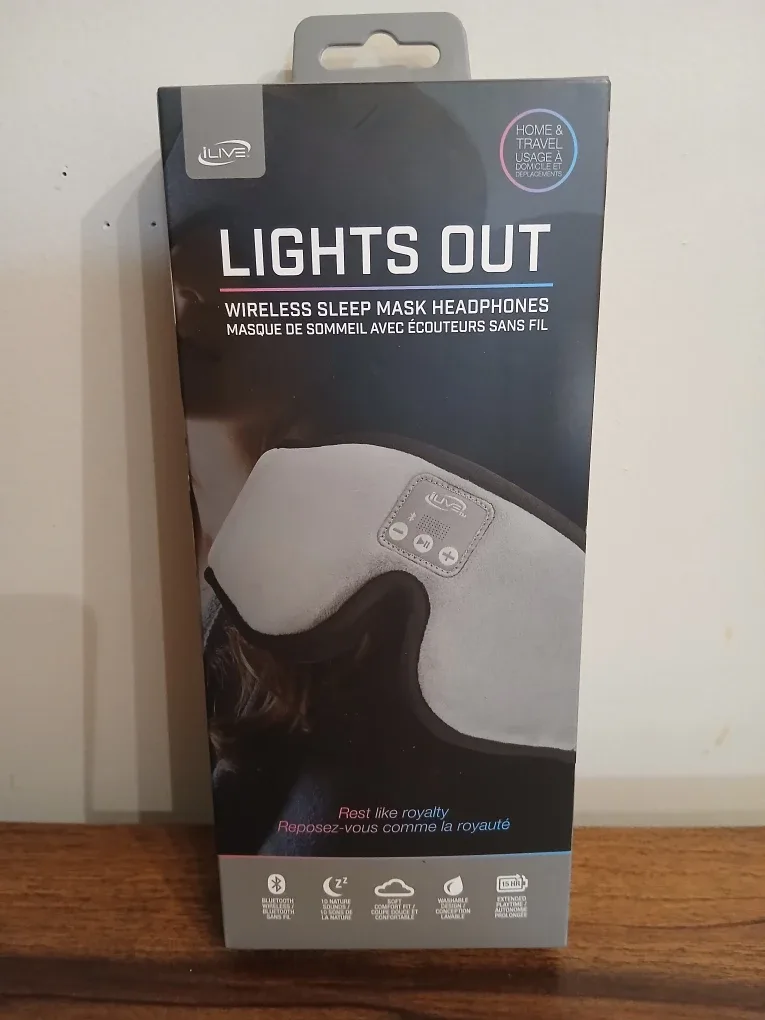 iLIVE
HOME &
TRAVEL
USAGE À
DOMICILE ET
DÉPLACEMENTS
LIGHTS OUT
WIRELESS SLEEP MASK HEADPHONES
MASQUE DE SOMMEIL AVEC ÉCOUTEURS SANS FIL
iLIVE
Rest like royalty
Reposez-vous comme la royauté
BLUETOOTH
WIRELESS /
BLUETOOTH
SANS FIL
10 NATURE
SOUNDS /
10 SONS DE
LA NATURE
SOFT
COMFORT FIT /
COUPE DOUCE ET
CONFORTABLE
WASHABLE
DESIGN /
CONCEPTION
LAVABLE
15 HR
EXTENDED
PLAYTIME /
AUTONOMIE
PROLONGÉE